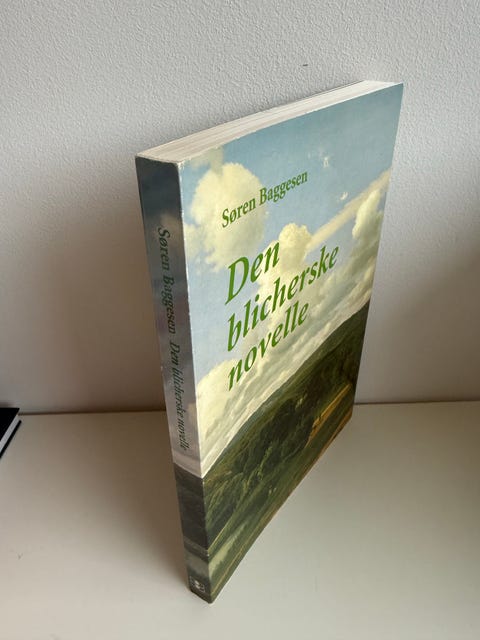 Søren Baggesen
Den
blicherske
novelle
Søren Baggesen Den blicherske novelle